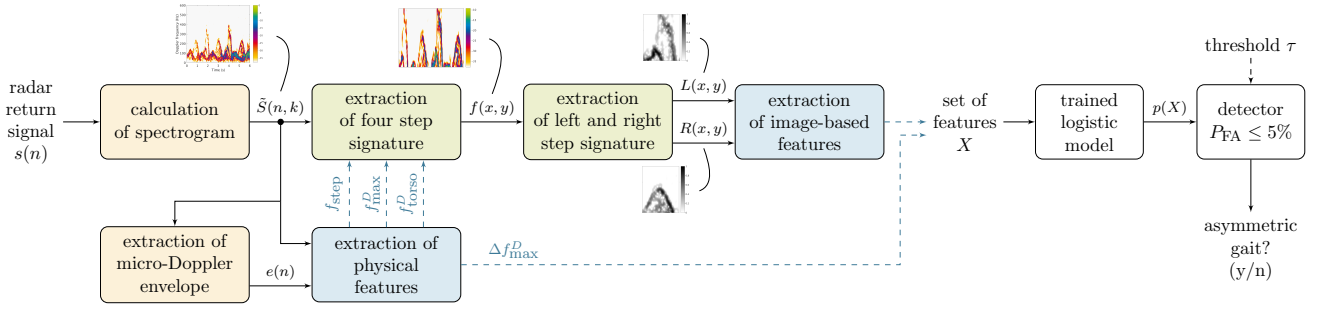 radar
return
signal
s(n)
calculation
of spectrogram
S̃(n, k)
extraction
of four step
signature
f(x, y)
extraction
of left and right
step signature
L(x, y)
R(x, y)
extraction
of image-based
features
set of
features
X
trained
logistic
model
p(X)
threshold τ
detector
P_FA ≤ 5%
asymmetric
gait?
(y/n)
f_step
f^D_max
f^D_torso
extraction of
micro-Doppler
envelope
e(n)
extraction of
physical
features
Δf^D_max
Time (s)